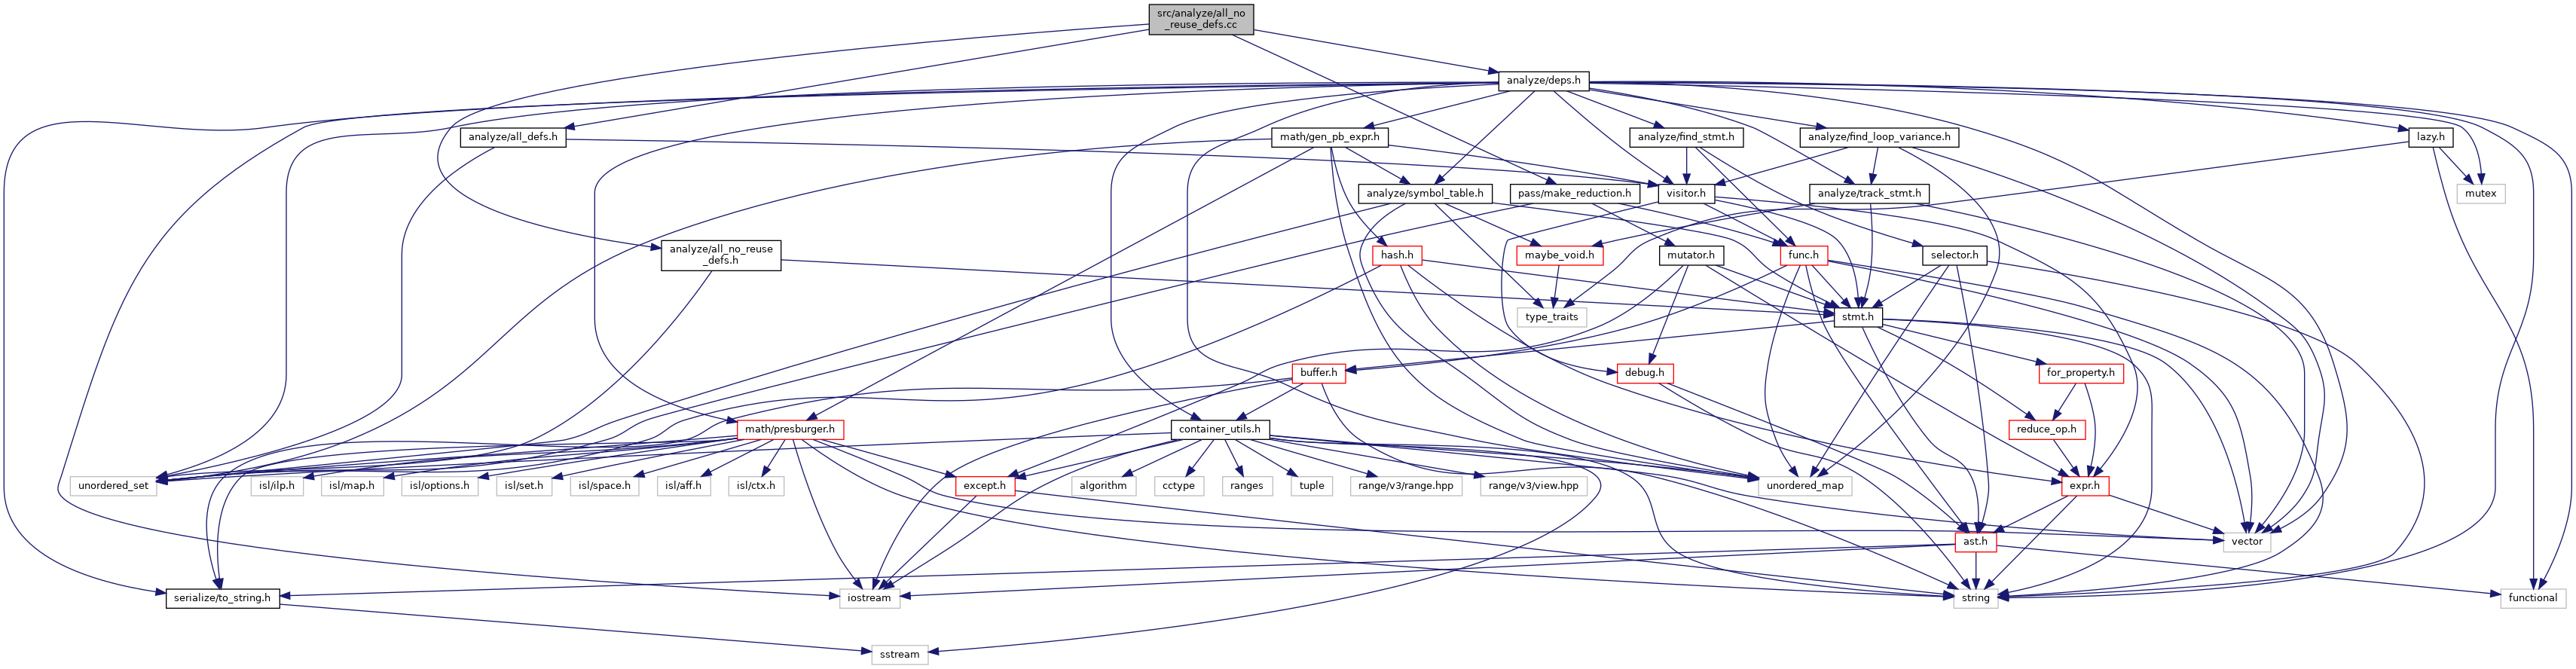 src/analyze/all_no
_reuse_defs.cc
analyze/deps.h
analyze/all_defs.h
math/gen_pb_expr.h
analyze/find_stmt.h
analyze/find_loop_variance.h
lazy.h
analyze/symbol_table.h
pass/make_reduction.h
visitor.h
analyze/track_stmt.h
mutex
analyze/all_no_reuse
_defs.h
hash.h
maybe_void.h
mutator.h
func.h
selector.h
type_traits
stmt.h
buffer.h
debug.h
for_property.h
math/presburger.h
container_utils.h
reduce_op.h
unordered_set
isl/ilp.h
isl/map.h
isl/options.h
isl/set.h
isl/space.h
isl/aff.h
isl/ctx.h
except.h
algorithm
cctype
ranges
tuple
range/v3/range.hpp
range/v3/view.hpp
unordered_map
expr.h
ast.h
vector
serialize/to_string.h
iostream
string
functional
sstream